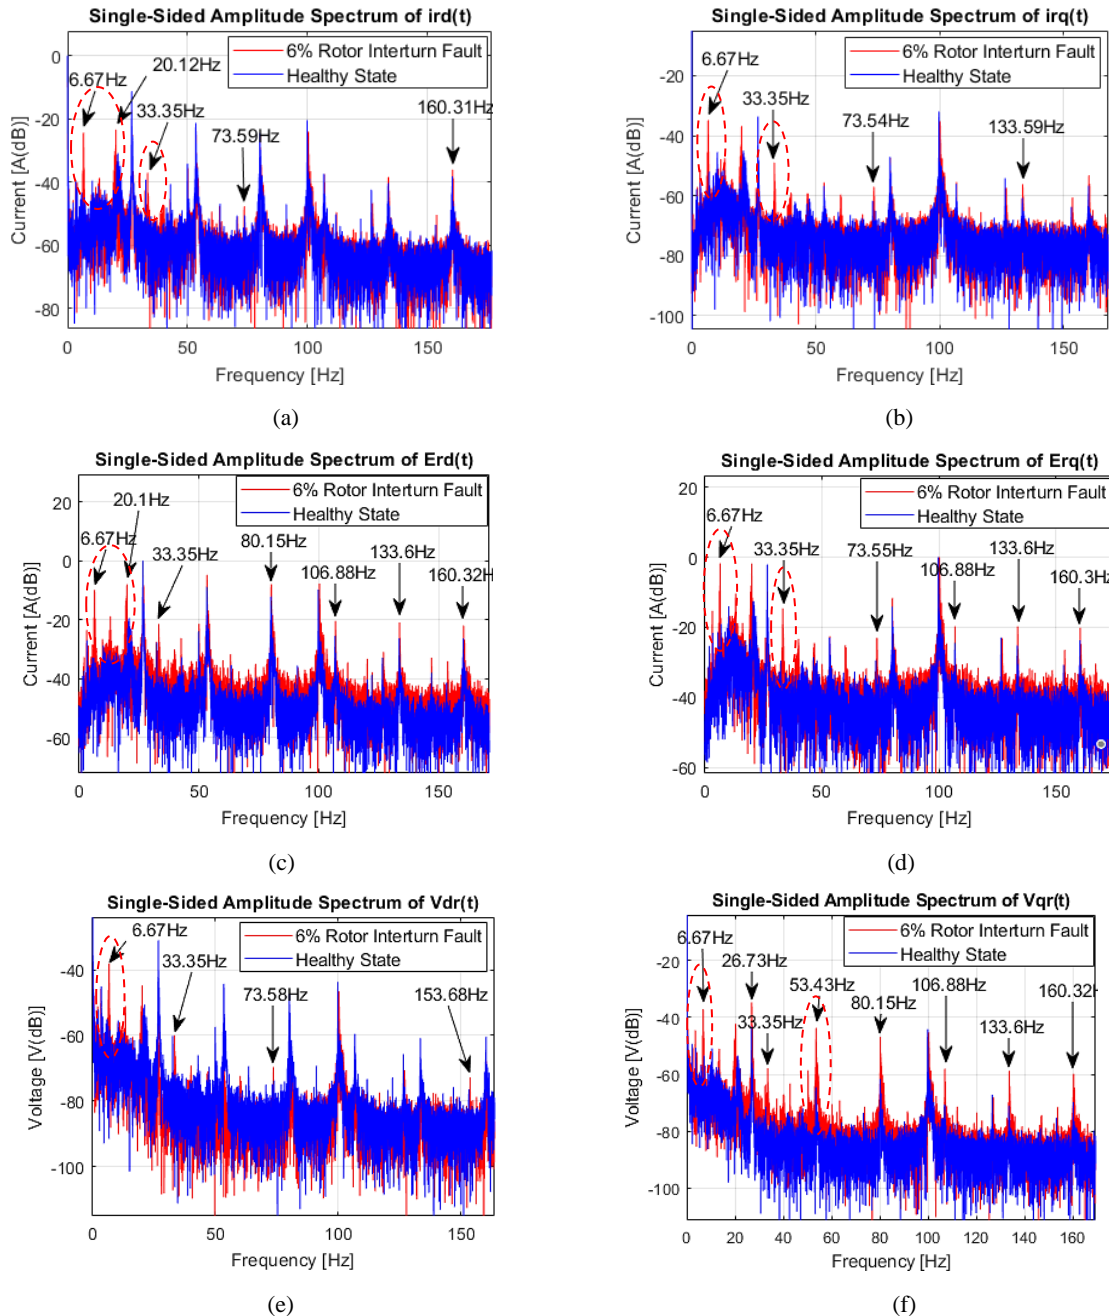 Single-Sided Amplitude Spectrum of ird(t)
6% Rotor Interturn Fault
Healthy State
6.67Hz
20.12Hz
33.35Hz
73.59Hz
160.31Hz
Current [A(dB)]
0
-20
-40
-60
-80
0
50
100
150
Frequency [Hz]
(a)
Single-Sided Amplitude Spectrum of irq(t)
6% Rotor Interturn Fault
Healthy State
6.67Hz
33.35Hz
73.54Hz
133.59Hz
Current [A(dB)]
-20
-40
-60
-80
-100
0
50
100
150
Frequency [Hz]
(b)
Single-Sided Amplitude Spectrum of Erd(t)
6% Rotor Interturn Fault
Healthy State
6.67Hz
20.1Hz
33.35Hz
80.15Hz
106.88Hz
133.6Hz
160.32H
Current [A(dB)]
20
0
-20
-40
-60
0
50
100
150
Frequency [Hz]
(c)
Single-Sided Amplitude Spectrum of Erq(t)
6% Rotor Interturn Fault
Healthy State
6.67Hz
33.35Hz
73.55Hz
106.88Hz
133.6Hz
160.3Hz
Current [A(dB)]
20
0
-20
-40
-60
0
50
100
150
Frequency [Hz]
(d)
Single-Sided Amplitude Spectrum of Vdr(t)
6% Rotor Interturn Fault
Healthy State
6.67Hz
33.35Hz
73.58Hz
153.68Hz
Voltage [V(dB)]
-40
-60
-80
-100
0
50
100
150
Frequency [Hz]
(e)
Single-Sided Amplitude Spectrum of Vqr(t)
6% Rotor Interturn Fault
Healthy State
6.67Hz
26.73Hz
33.35Hz
53.43Hz
80.15Hz
106.88Hz
133.6Hz
160.32H
Voltage [V(dB)]
-20
-40
-60
-80
-100
0
20
40
60
80
100
120
140
160
Frequency [Hz]
(f)